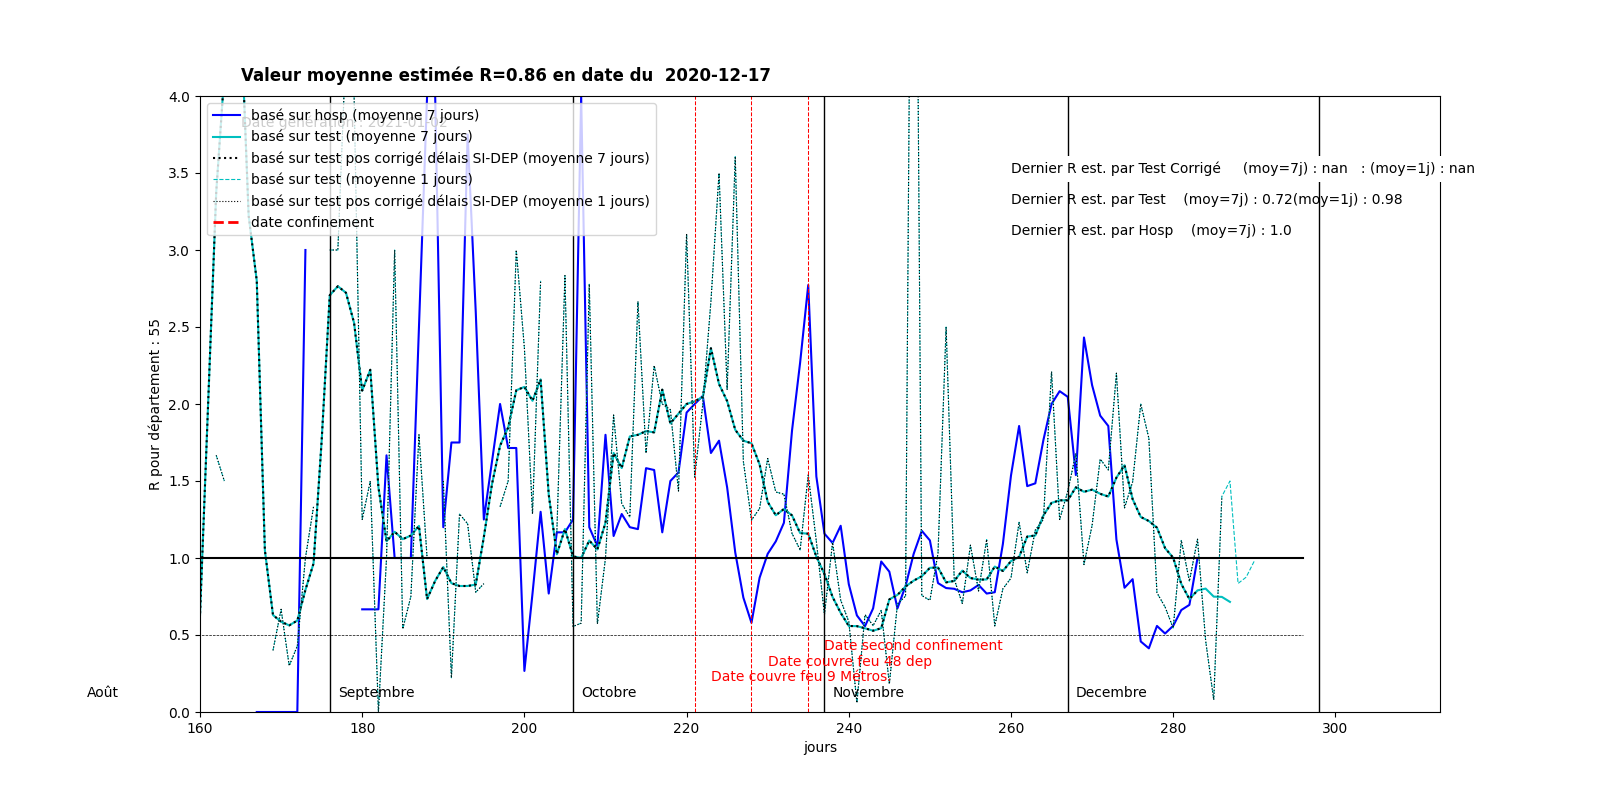 Valeur moyenne estimée R=0.86 en date du  2020-12-17
4.0
3.5
3.0
2.5
2.0
1.5
1.0
0.5
0.0
R pour département : 55
basé sur hosp (moyenne 7 jours)
basé sur test (moyenne 7 jours)
basé sur test pos corrigé délais SI-DEP (moyenne 7 jours)
basé sur test (moyenne 1 jours)
basé sur test pos corrigé délais SI-DEP (moyenne 1 jours)
date confinement
Dernier R est. par Test Corrigé     (moy=7j) : nan   : (moy=1j) : nan
Dernier R est. par Test    (moy=7j) : 0.72(moy=1j) : 0.98
Dernier R est. par Hosp    (moy=7j) : 1.0
Date second confinement
Date couvre feu 48 dep
Date couvre feu 9 Metros
Août
Septembre
Octobre
Novembre
Decembre
160 180 200 220 240 260 280 300
jours